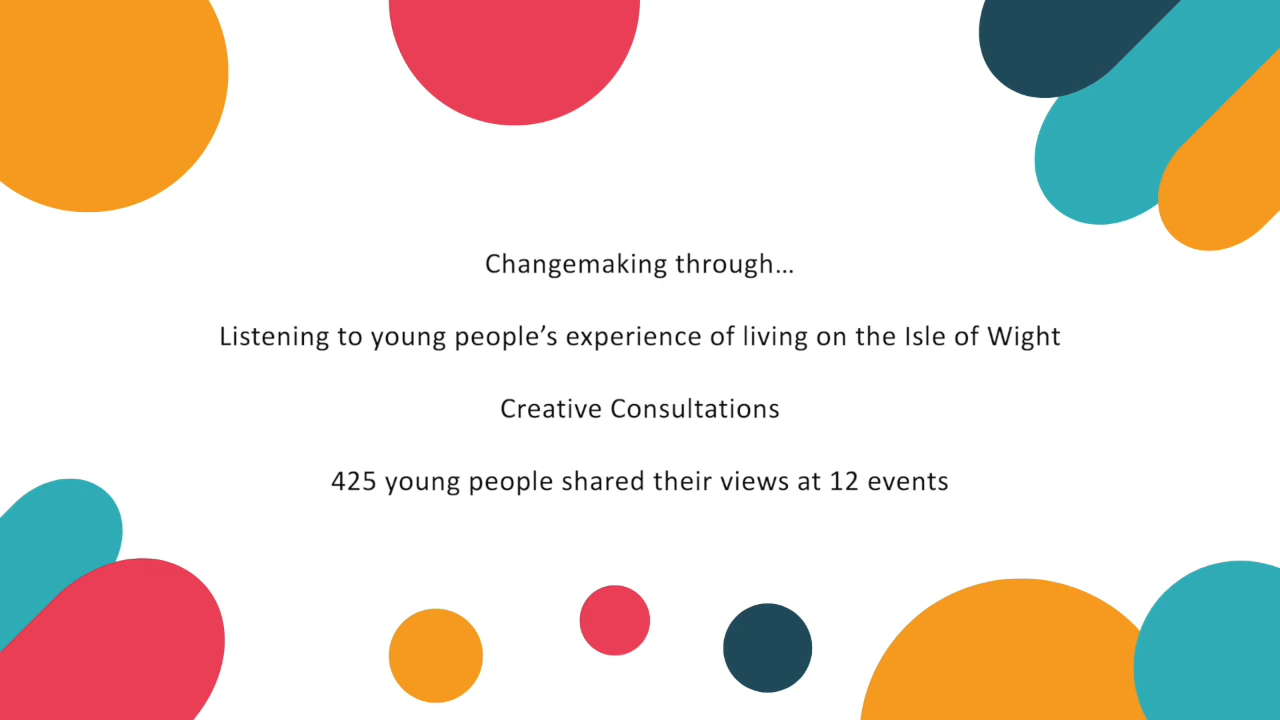 Changemaking through...
Listening to young people’s experience of living on the Isle of Wight
Creative Consultations
425 young people shared their views at 12 events